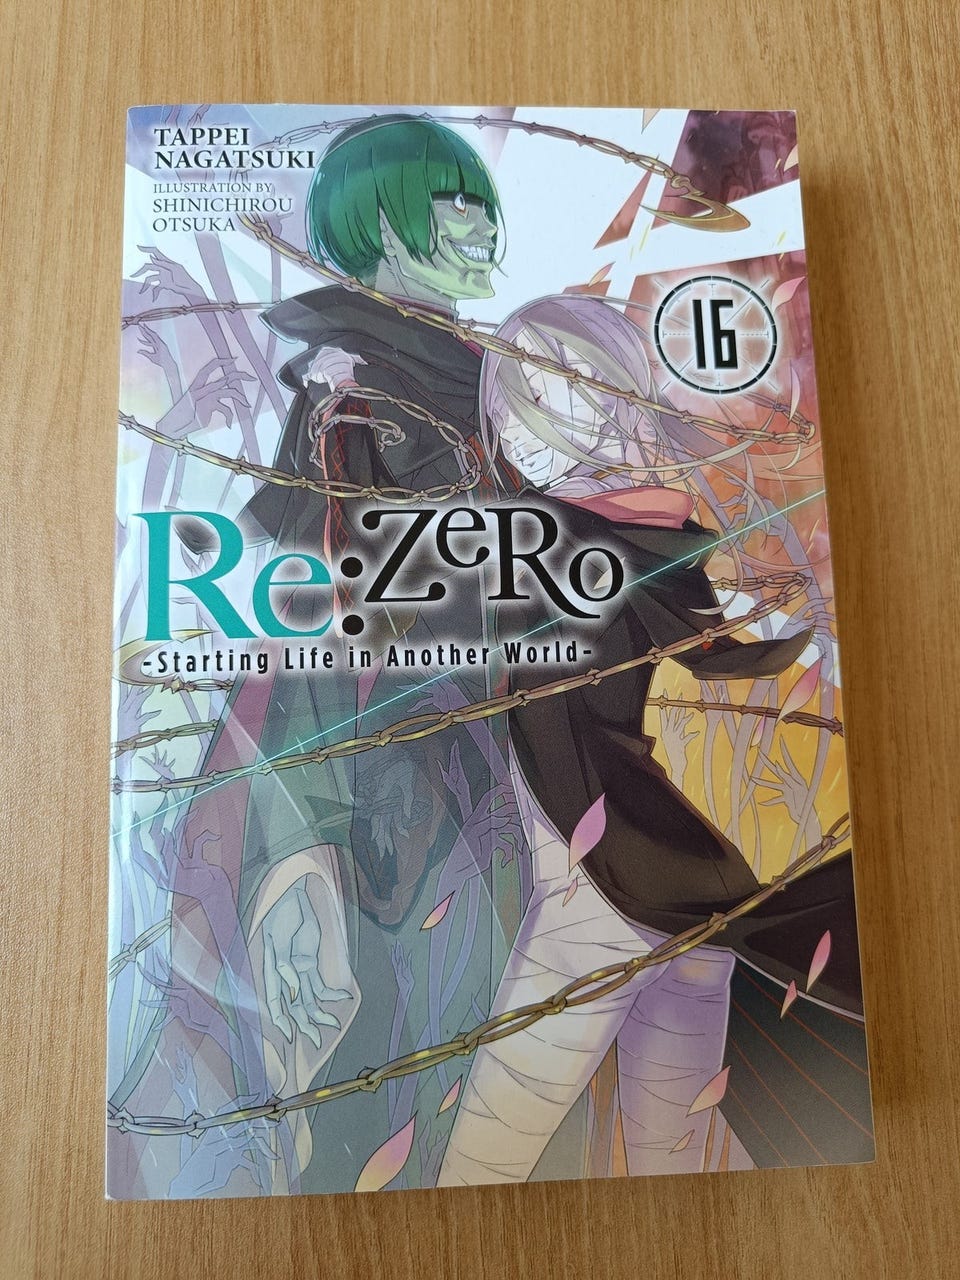 TAPPEI
NAGATSUKI
ILLUSTRATION BY
SHINICHIROU
OTSUKA
16
Re:ZeRo
-Starting Life in Another World-